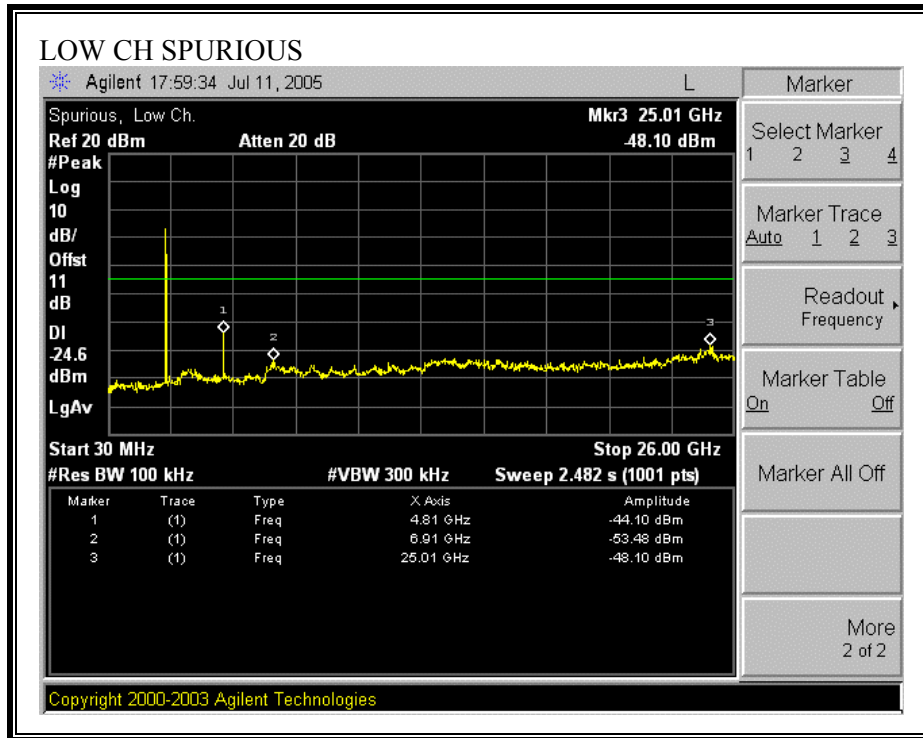 LOW CH SPURIOUS
Agilent 17:59:34 Jul 11, 2005 L
Spurious, Low Ch. Mkr3 25.01 GHz
Ref 20 dBm Atten 20 dB -48.10 dBm
#Peak
Log
10
dB/
Offst
11
dB
DI
-24.6
dBm
LgAv
1
2
3
Start 30 MHz Stop 26.00 GHz
#Res BW 100 kHz #VBW 300 kHz Sweep 2.482 s (1001 pts)
Marker Trace Type X Axis Amplitude
1 (1) Freq 4.81 GHz -44.10 dBm
2 (1) Freq 6.91 GHz -53.48 dBm
3 (1) Freq 25.01 GHz -48.10 dBm
Copyright 2000-2003 Agilent Technologies
Marker
Select Marker
1 2 3 4
Marker Trace
Auto 1 2 3
Readout
Frequency
Marker Table
On Off
Marker All Off
More
2 of 2